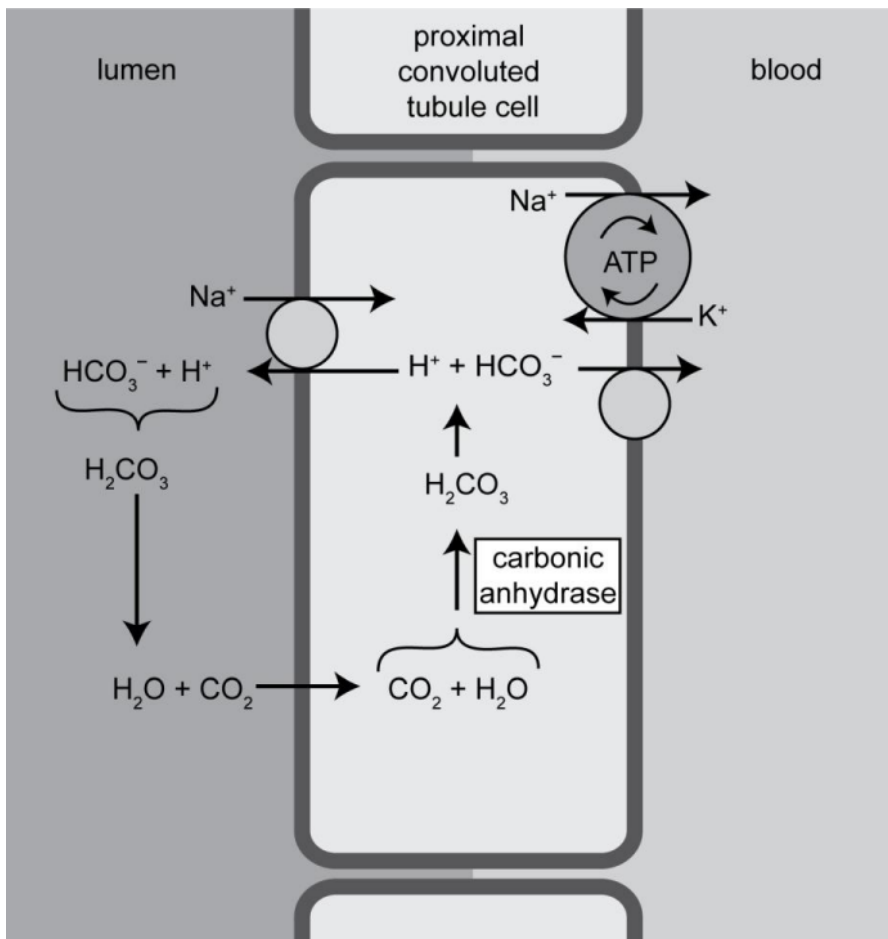 lumen
proximal
convoluted
tubule cell
blood
Na⁺
ATP
K⁺
Na⁺
HCO₃⁻ + H⁺
H⁺ + HCO₃⁻
H₂CO₃
H₂CO₃
carbonic
anhydrase
H₂O + CO₂
CO₂ + H₂O